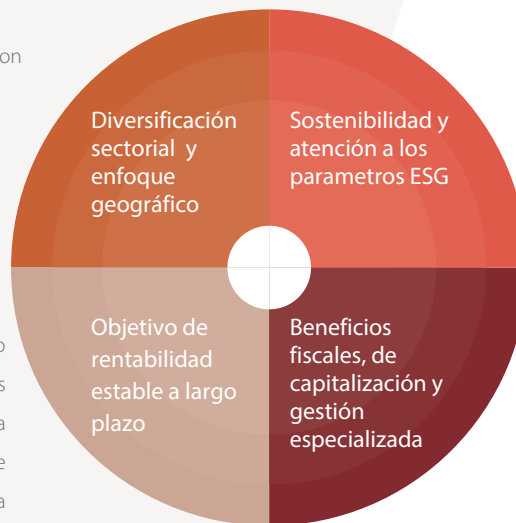 on
Diversificación
sectorial y
enfoque
geográfico
Sostenibilidad y
atención a los
parametros ESG
o
s
a
e
a
Objetivo de
rentabilidad
estable a largo
plazo
Beneficios
fiscales, de
capitalización y
gestión
especializada